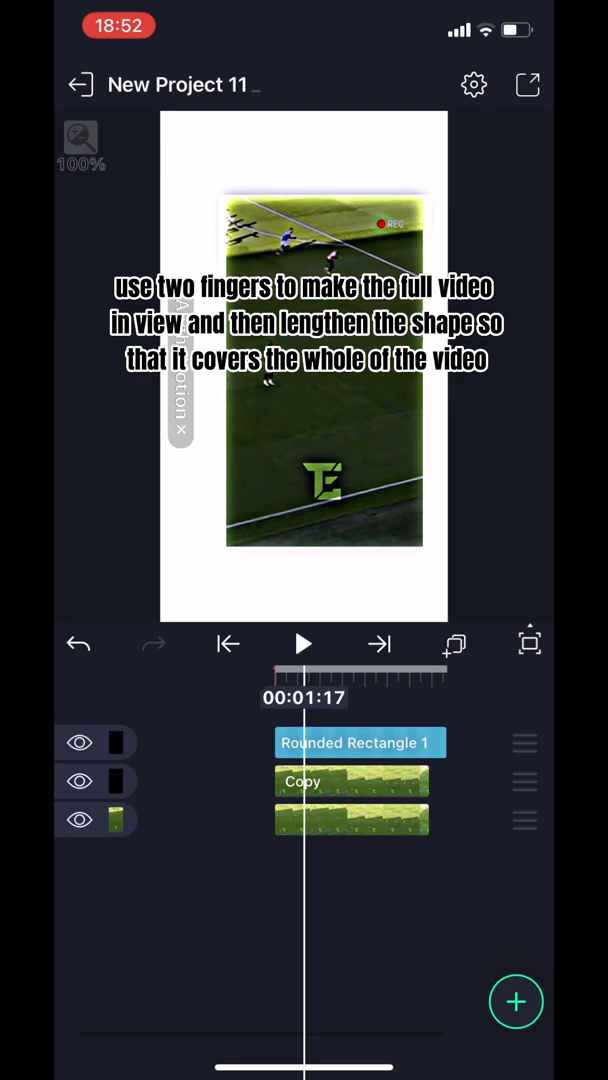 18:52
New Project 11
100%
REC
use two fingers to make the full video
in view and then lengthen the shape so
that it covers the whole of the video
TE
00:01:17
Rounded Rectangle 1
Copy